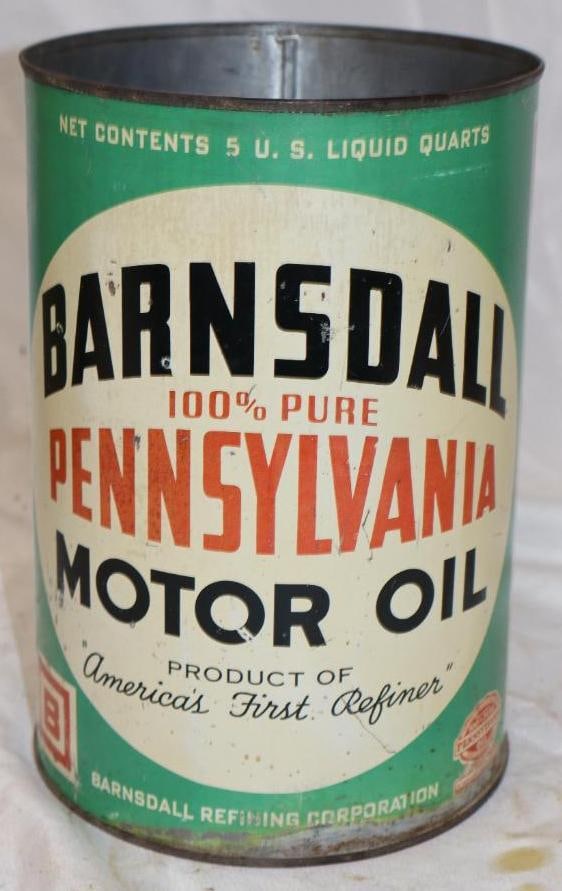 NET CONTENTS 5 U. S. LIQUID QUARTS
BARNSDALL
100% PURE
PENNSYLVANIA
MOTOR OIL
PRODUCT OF
"America's First Refiner"
B
PENNSYLVANIA
BARNSDALL REFINING CORPORATION